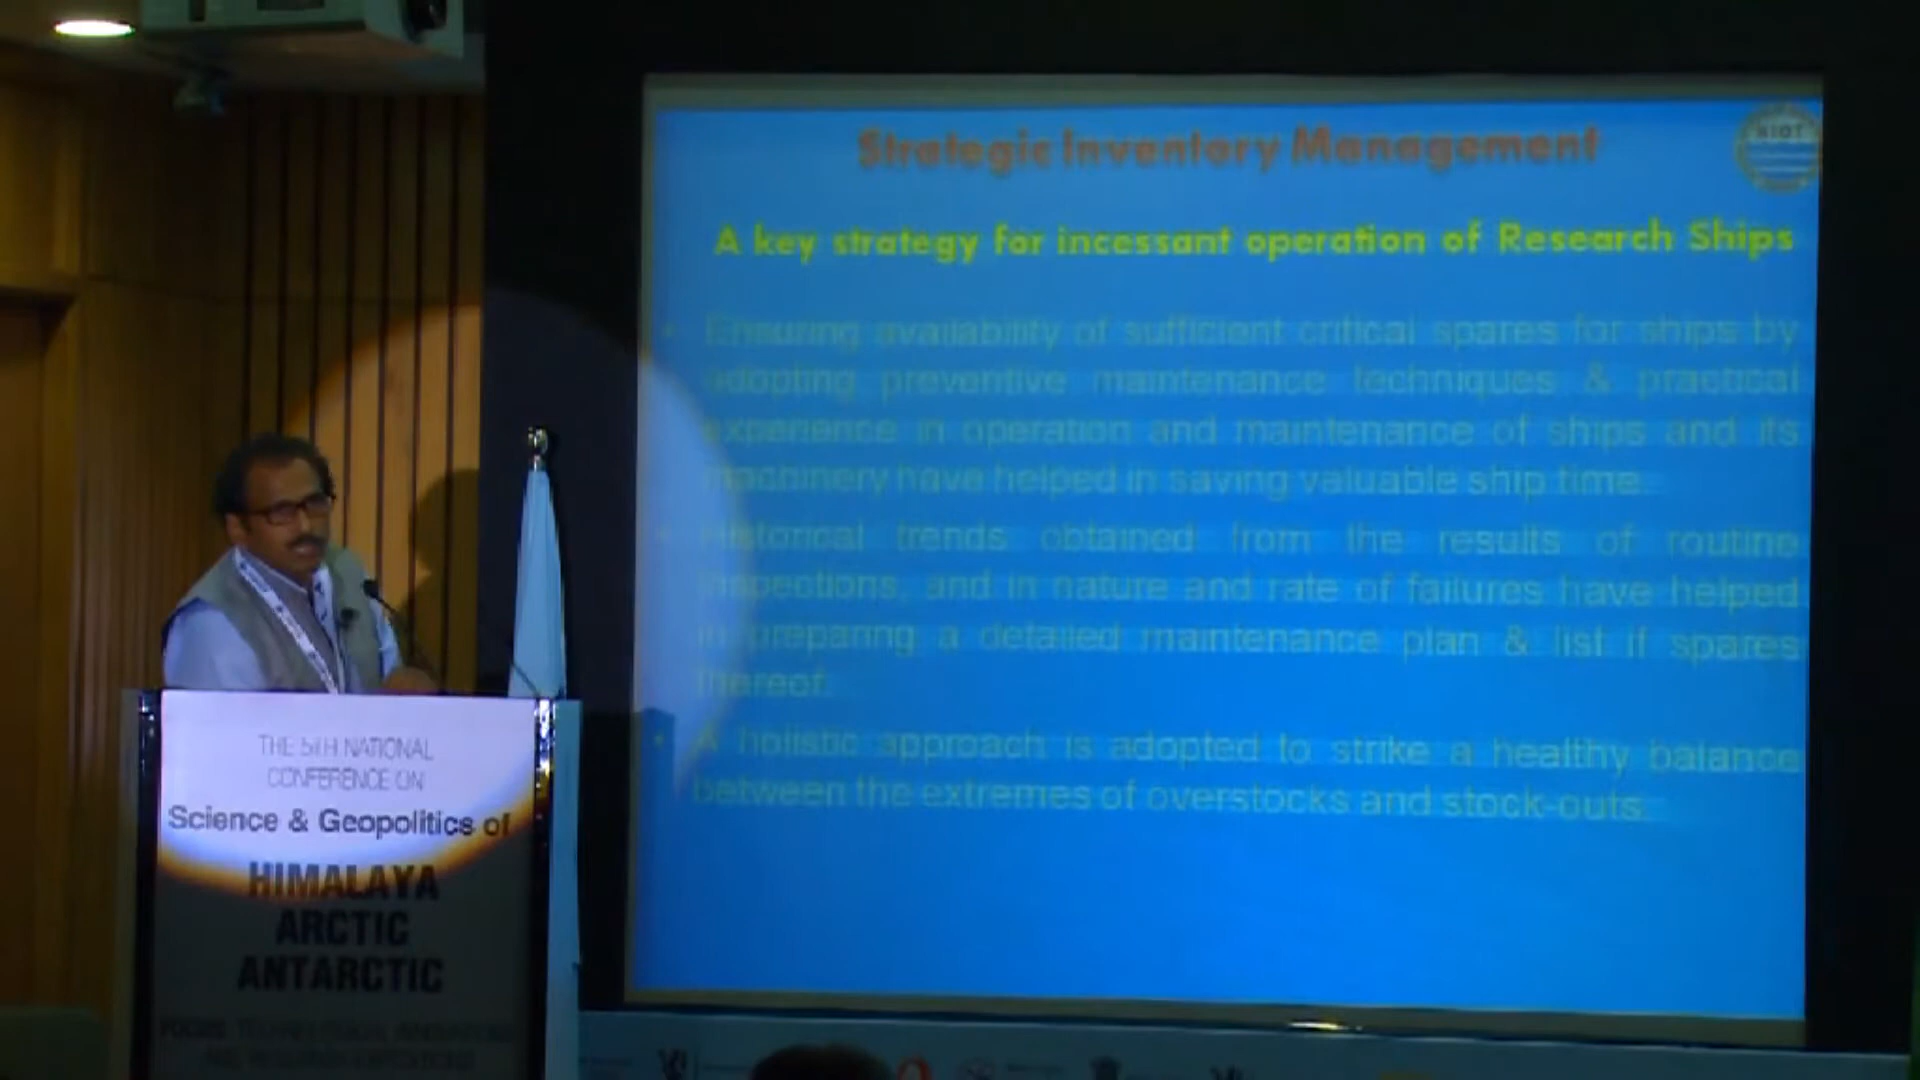 Strategic Inventory Management
NIOT
A key strategy for incessant operation of Research Ships
• Ensuring availability of sufficient critical spares for ships by
adopting preventive maintenance techniques & practical
experience in operation and maintenance of ships and its
machinery have helped in saving valuable ship time.
• Historical trends obtained from the results of routine
inspections, and in nature and rate of failures have helped
in preparing a detailed maintenance plan & list if spares
thereof.
• A holistic approach is adopted to strike a healthy balance
between the extremes of overstocks and stock-outs.
THE 5TH NATIONAL
CONFERENCE ON
Science & Geopolitics of
HIMALAYA
ARCTIC
ANTARCTIC